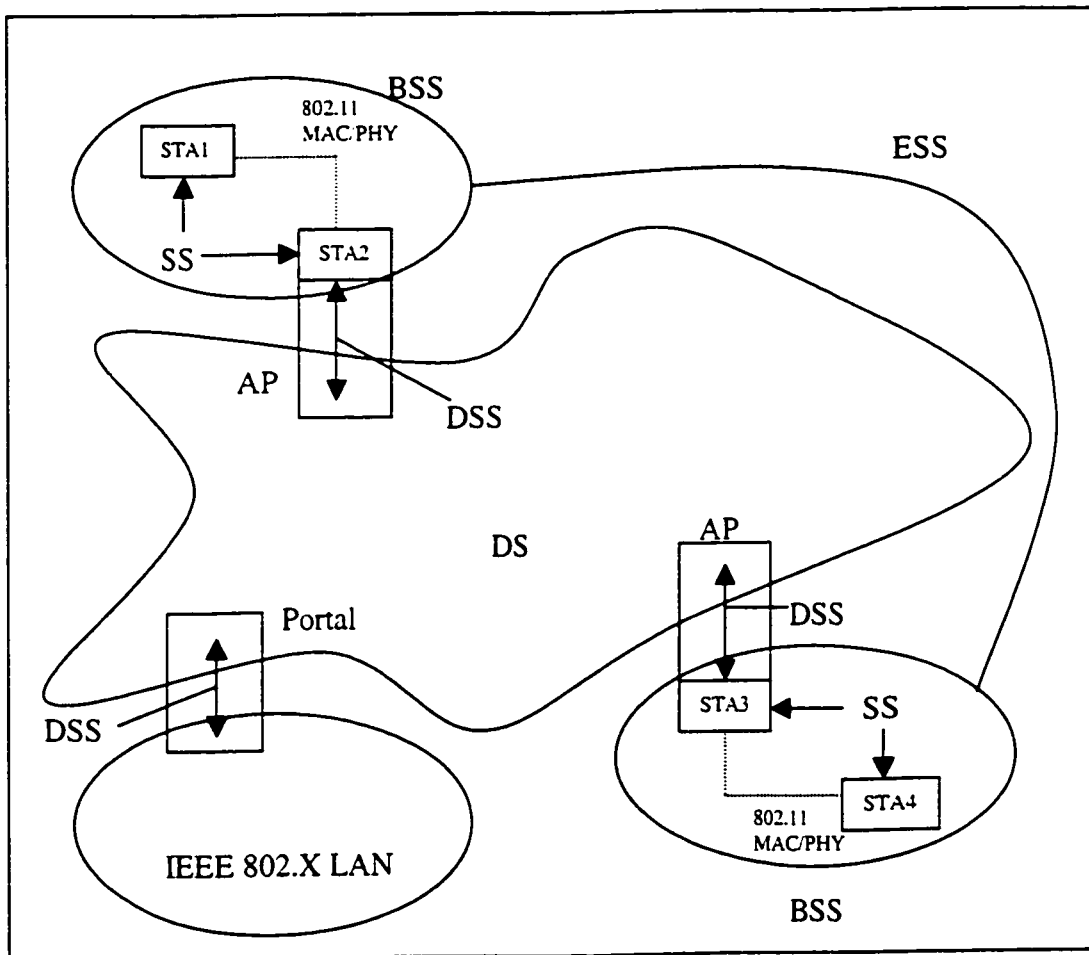 BSS
802.11
MAC/PHY
STA1
ESS
SS
STA2
AP
DSS
DS
AP
Portal
DSS
DSS
STA3
SS
STA4
802.11
MAC/PHY
IEEE 802.X LAN
BSS